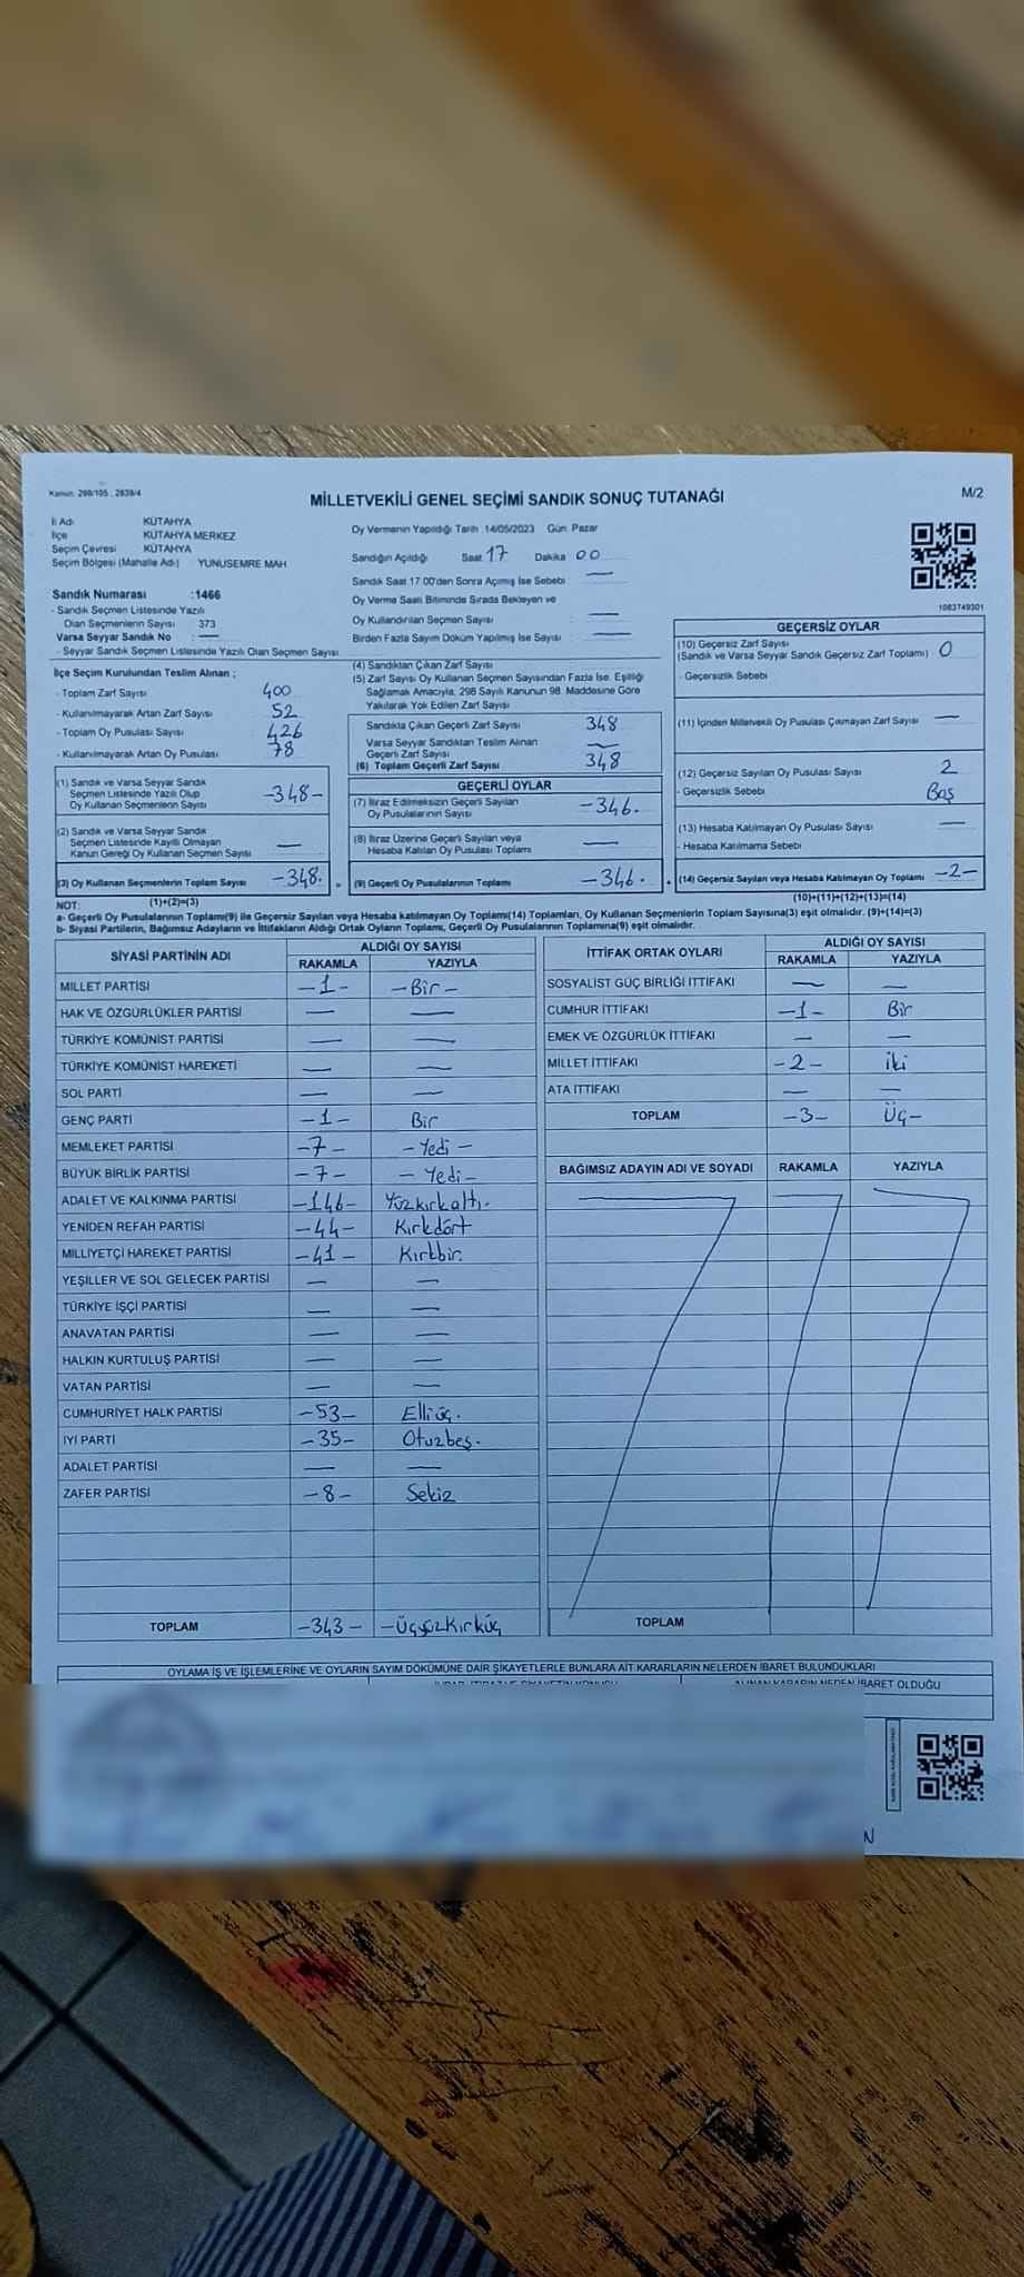 Kanun: 298/105 , 2839/4
MİLLETVEKİLİ GENEL SEÇİMİ SANDIK SONUÇ TUTANAĞI
M/2
İl Adı KÜTAHYA
İlçe KÜTAHYA MERKEZ
Seçim Çevresi KÜTAHYA
Seçim Bölgesi (Mahalle Adı) YUNUSEMRE MAH
Sandık Numarası :1466
- Sandık Seçmen Listesinde Yazılı
Olan Seçmenlerin Sayısı 373
Varsa Seyyar Sandık No : —
- Seyyar Sandık Seçmen Listesinde Yazılı Olan Seçmen Sayısı
Oy Vermenin Yapıldığı Tarih 14/05/2023 Gün Pazar
Sandığın Açıldığı Saat 17 Dakika 00
Sandık Saat 17.00'den Sonra Açılmış İse Sebebi —
Oy Verme Saati Bitiminde Sırada Bekleyen ve
Oy Kullandırılan Seçmen Sayısı —
Birden Fazla Sayım Döküm Yapılmış İse Sayısı —
1083749301
İlçe Seçim Kurulundan Teslim Alınan ;
- Toplam Zarf Sayısı 400
- Kullanılmayarak Artan Zarf Sayısı 52
- Toplam Oy Pusulası Sayısı 426
- Kullanılmayarak Artan Oy Pusulası 78
(1) Sandık ve Varsa Seyyar Sandık
Seçmen Listesinde Yazılı Olup
Oy Kullanan Seçmenlerin Sayısı -348-
(2) Sandık ve Varsa Seyyar Sandık
Seçmen Listesinde Kayıtlı Olmayan
Kanun Gereği Oy Kullanan Seçmen Sayısı —
(3) Oy Kullanan Seçmenlerin Toplam Sayısı -348.
(1)+(2)=(3)
(4) Sandıktan Çıkan Zarf Sayısı
(5) Zarf Sayısı Oy Kullanan Seçmen Sayısından Fazla İse, Eşitliği
Sağlamak Amacıyla, 298 Sayılı Kanunun 98. Maddesine Göre
Yakılarak Yok Edilen Zarf Sayısı
Sandıkta Çıkan Geçerli Zarf Sayısı 348
Varsa Seyyar Sandıktan Teslim Alınan
Geçerli Zarf Sayısı —
(6) Toplam Geçerli Zarf Sayısı 348
GEÇERLİ OYLAR
(7) İtiraz Edilmeksizin Geçerli Sayılan
Oy Pusulalarının Sayısı -346.
(8) İtiraz Üzerine Geçerli Sayılan veya
Hesaba Katılan Oy Pusulası Toplamı —
(9) Geçerli Oy Pusulalarının Toplamı -346.
GEÇERSİZ OYLAR
(10) Geçersiz Zarf Sayısı
(Sandık ve Varsa Seyyar Sandık Geçersiz Zarf Toplamı) 0
- Geçersizlik Sebebi
(11) İçinden Milletvekili Oy Pusulası Çıkmayan Zarf Sayısı —
(12) Geçersiz Sayılan Oy Pusulası Sayısı 2
- Geçersizlik Sebebi Boş
(13) Hesaba Katılmayan Oy Pusulası Sayısı —
- Hesaba Katılmama Sebebi
(14) Geçersiz Sayılan veya Hesaba Katılmayan Oy Toplamı -2-
(10)+(11)+(12)+(13)=(14)
NOT:
a- Geçerli Oy Pusulalarının Toplamı(9) ile Geçersiz Sayılan veya Hesaba katılmayan Oy Toplamı(14) Toplamları, Oy Kullanan Seçmenlerin Toplam Sayısına(3) eşit olmalıdır. (9)+(14)=(3)
b- Siyasi Partilerin, Bağımsız Adayların ve İttifakların Aldığı Ortak Oyların Toplamı, Geçerli Oy Pusulalarının Toplamına(9) eşit olmalıdır.
SİYASİ PARTİNİN ADI ALDIĞI OY SAYISI
RAKAMLA YAZIYLA
MİLLET PARTİSİ -1- -Bir-
HAK VE ÖZGÜRLÜKLER PARTİSİ — —
TÜRKİYE KOMÜNİST PARTİSİ — —
TÜRKİYE KOMÜNİST HAREKETİ — —
SOL PARTİ — —
GENÇ PARTİ -1- Bir
MEMLEKET PARTİSİ -7- -Yedi-
BÜYÜK BİRLİK PARTİSİ -7- -Yedi-
ADALET VE KALKINMA PARTİSİ -146- Yüzkırkaltı.
YENİDEN REFAH PARTİSİ -44- Kırkdört
MİLLİYETÇİ HAREKET PARTİSİ -41- Kırkbir.
YEŞİLLER VE SOL GELECEK PARTİSİ — —
TÜRKİYE İŞÇİ PARTİSİ — —
ANAVATAN PARTİSİ — —
HALKIN KURTULUŞ PARTİSİ — —
VATAN PARTİSİ — —
CUMHURİYET HALK PARTİSİ -53- Elliüç.
İYİ PARTİ -35- Otuzbeş.
ADALET PARTİSİ — —
ZAFER PARTİSİ -8- Sekiz
TOPLAM -343- -Üçyüzkırküç
İTTİFAK ORTAK OYLARI ALDIĞI OY SAYISI
RAKAMLA YAZIYLA
SOSYALİST GÜÇ BİRLİĞİ İTTİFAKI — —
CUMHUR İTTİFAKI -1- Bir
EMEK VE ÖZGÜRLÜK İTTİFAKI — —
MİLLET İTTİFAKI -2- İki
ATA İTTİFAKI — —
TOPLAM -3- Üç-
BAĞIMSIZ ADAYIN ADI VE SOYADI RAKAMLA YAZIYLA
TOPLAM
OYLAMA İŞ VE İŞLEMLERİNE VE OYLARIN SAYIM DÖKÜMÜNE DAİR ŞİKAYETLERLE BUNLARA AİT KARARLARIN NELERDEN İBARET BULUNDUKLARI
ALINAN KARARIN NEDEN İBARET OLDUĞU
N